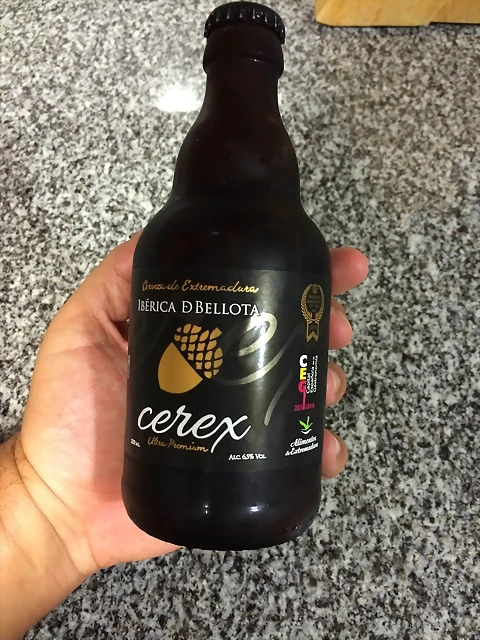 Cerveza de Extremadura
IBÉRICA D BELLOTA
cerex
Ultra Premium
ALC. 6,5% VOL.
Alimentos
de Extremadura